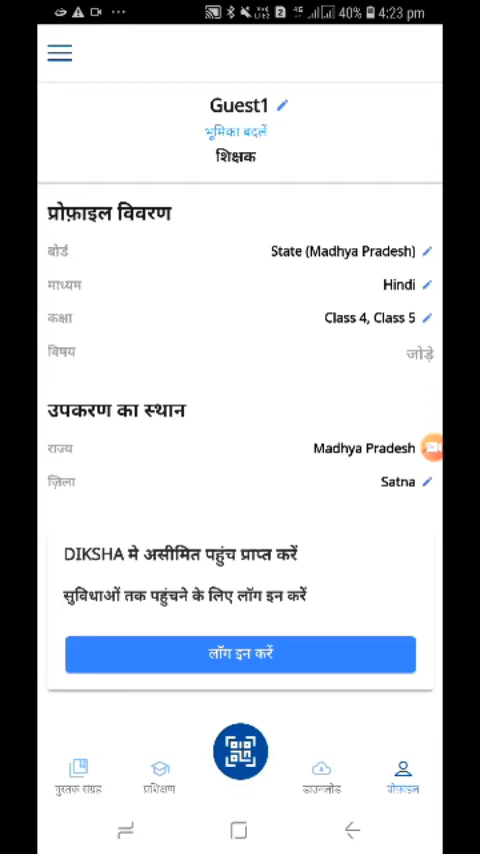 40% 4:23 pm
Guest1
भूमिका बदलें
शिक्षक
प्रोफ़ाइल विवरण
बोर्ड State (Madhya Pradesh)
माध्यम Hindi
कक्षा Class 4, Class 5
विषय जोड़े
उपकरण का स्थान
राज्य Madhya Pradesh
ज़िला Satna
DIKSHA मे असीमित पहुंच प्राप्त करें
सुविधाओं तक पहुंचने के लिए लॉग इन करें
लॉग इन करें
पुस्तक संग्रह प्रशिक्षण डाउनलोड प्रोफ़ाइल